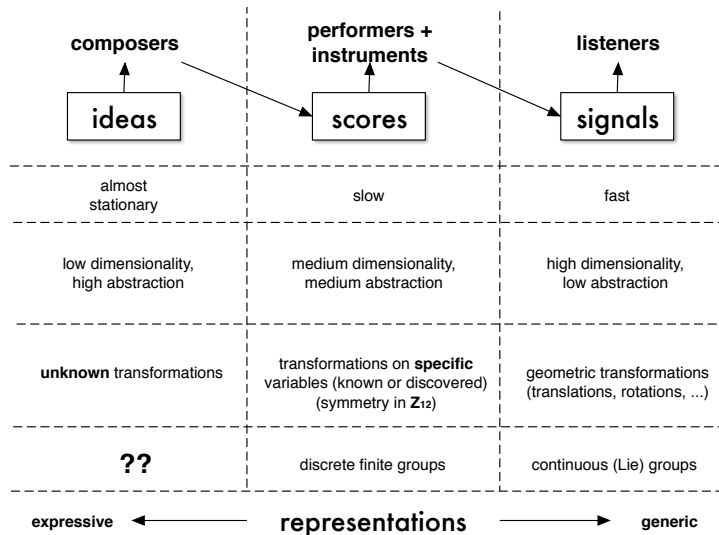 composers
performers +
instruments
listeners
ideas
scores
signals
almost
stationary
slow
fast
low dimensionality,
high abstraction
medium dimensionality,
medium abstraction
high dimensionality,
low abstraction
unknown transformations
transformations on specific
variables (known or discovered)
(symmetry in Z₁₂)
geometric transformations
(translations, rotations, ...)
??
discrete finite groups
continuous (Lie) groups
expressive
representations
generic